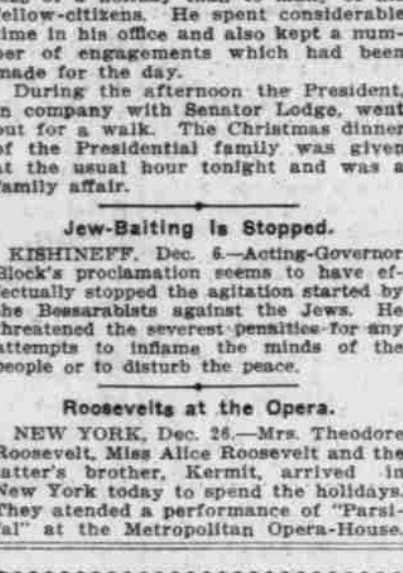 fellow-citizens. He spent considerable
time in his office and also kept a num-
ber of engagements which had been
made for the day.
During the afternoon the President,
in company with Senator Lodge, went
out for a walk. The Christmas dinner
of the Presidential family was given
at the usual hour tonight and was a
family affair.
Jew-Baiting Is Stopped.
KISHINEFF, Dec. 6.—Acting-Governor
Block's proclamation seems to have ef-
fectually stopped the agitation started by
the Bessarabists against the Jews. He
threatened the severest penalties for any
attempts to inflame the minds of the
people or to disturb the peace.
Roosevelts at the Opera.
NEW YORK, Dec. 26.—Mrs. Theodore
Roosevelt, Miss Alice Roosevelt and the
latter's brother, Kermit, arrived in
New York today to spend the holidays.
They atended a performance of "Parsi-
fal" at the Metropolitan Opera-House.